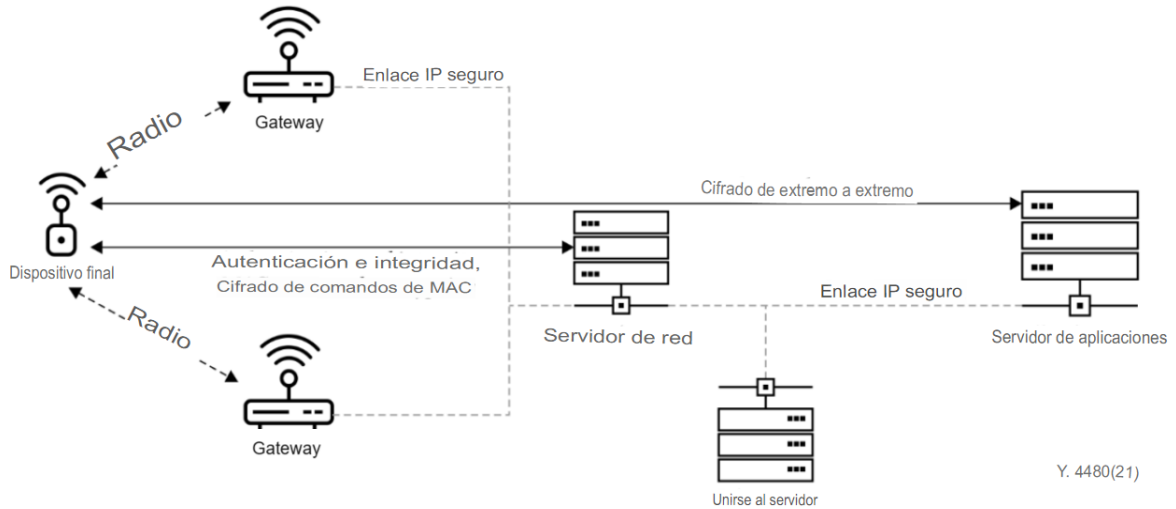 Enlace IP seguro
Radio
Gateway
Cifrado de extremo a extremo
Dispositivo final
Autenticación e integridad,
Cifrado de comandos de MAC
Enlace IP seguro
Radio
Servidor de red
Servidor de aplicaciones
Gateway
Y. 4480(21)
Unirse al servidor